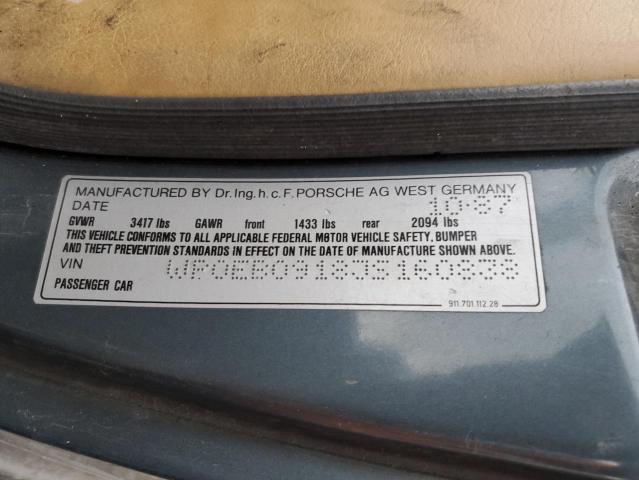 MANUFACTURED BY Dr. Ing. h. c. F. PORSCHE AG WEST GERMANY
DATE 10·87
GVWR 3417 lbs GAWR front 1433 lbs rear 2094 lbs
THIS VEHICLE CONFORMS TO ALL APPLICABLE FEDERAL MOTOR VEHICLE SAFETY, BUMPER
AND THEFT PREVENTION STANDARDS IN EFFECT ON THE DATE OF MANUFACTURE SHOWN ABOVE.
VIN WP0EB0918JS160838
PASSENGER CAR
911.701.112.28